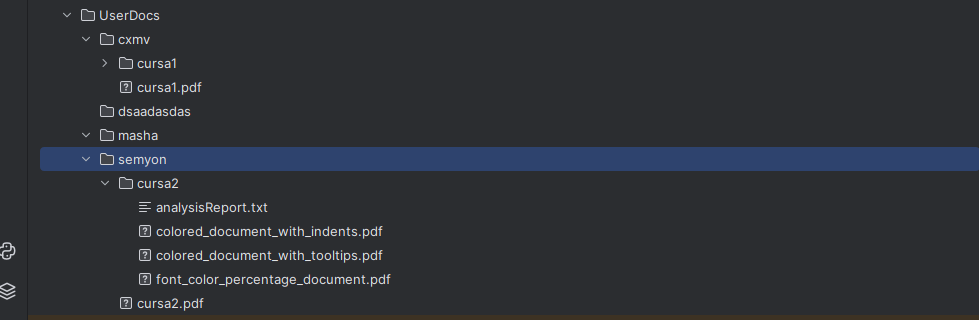 UserDocs
cxmv
cursa1
cursa1.pdf
dsaadasdas
masha
semyon
cursa2
analysisReport.txt
colored_document_with_indents.pdf
colored_document_with_tooltips.pdf
font_color_percentage_document.pdf
cursa2.pdf